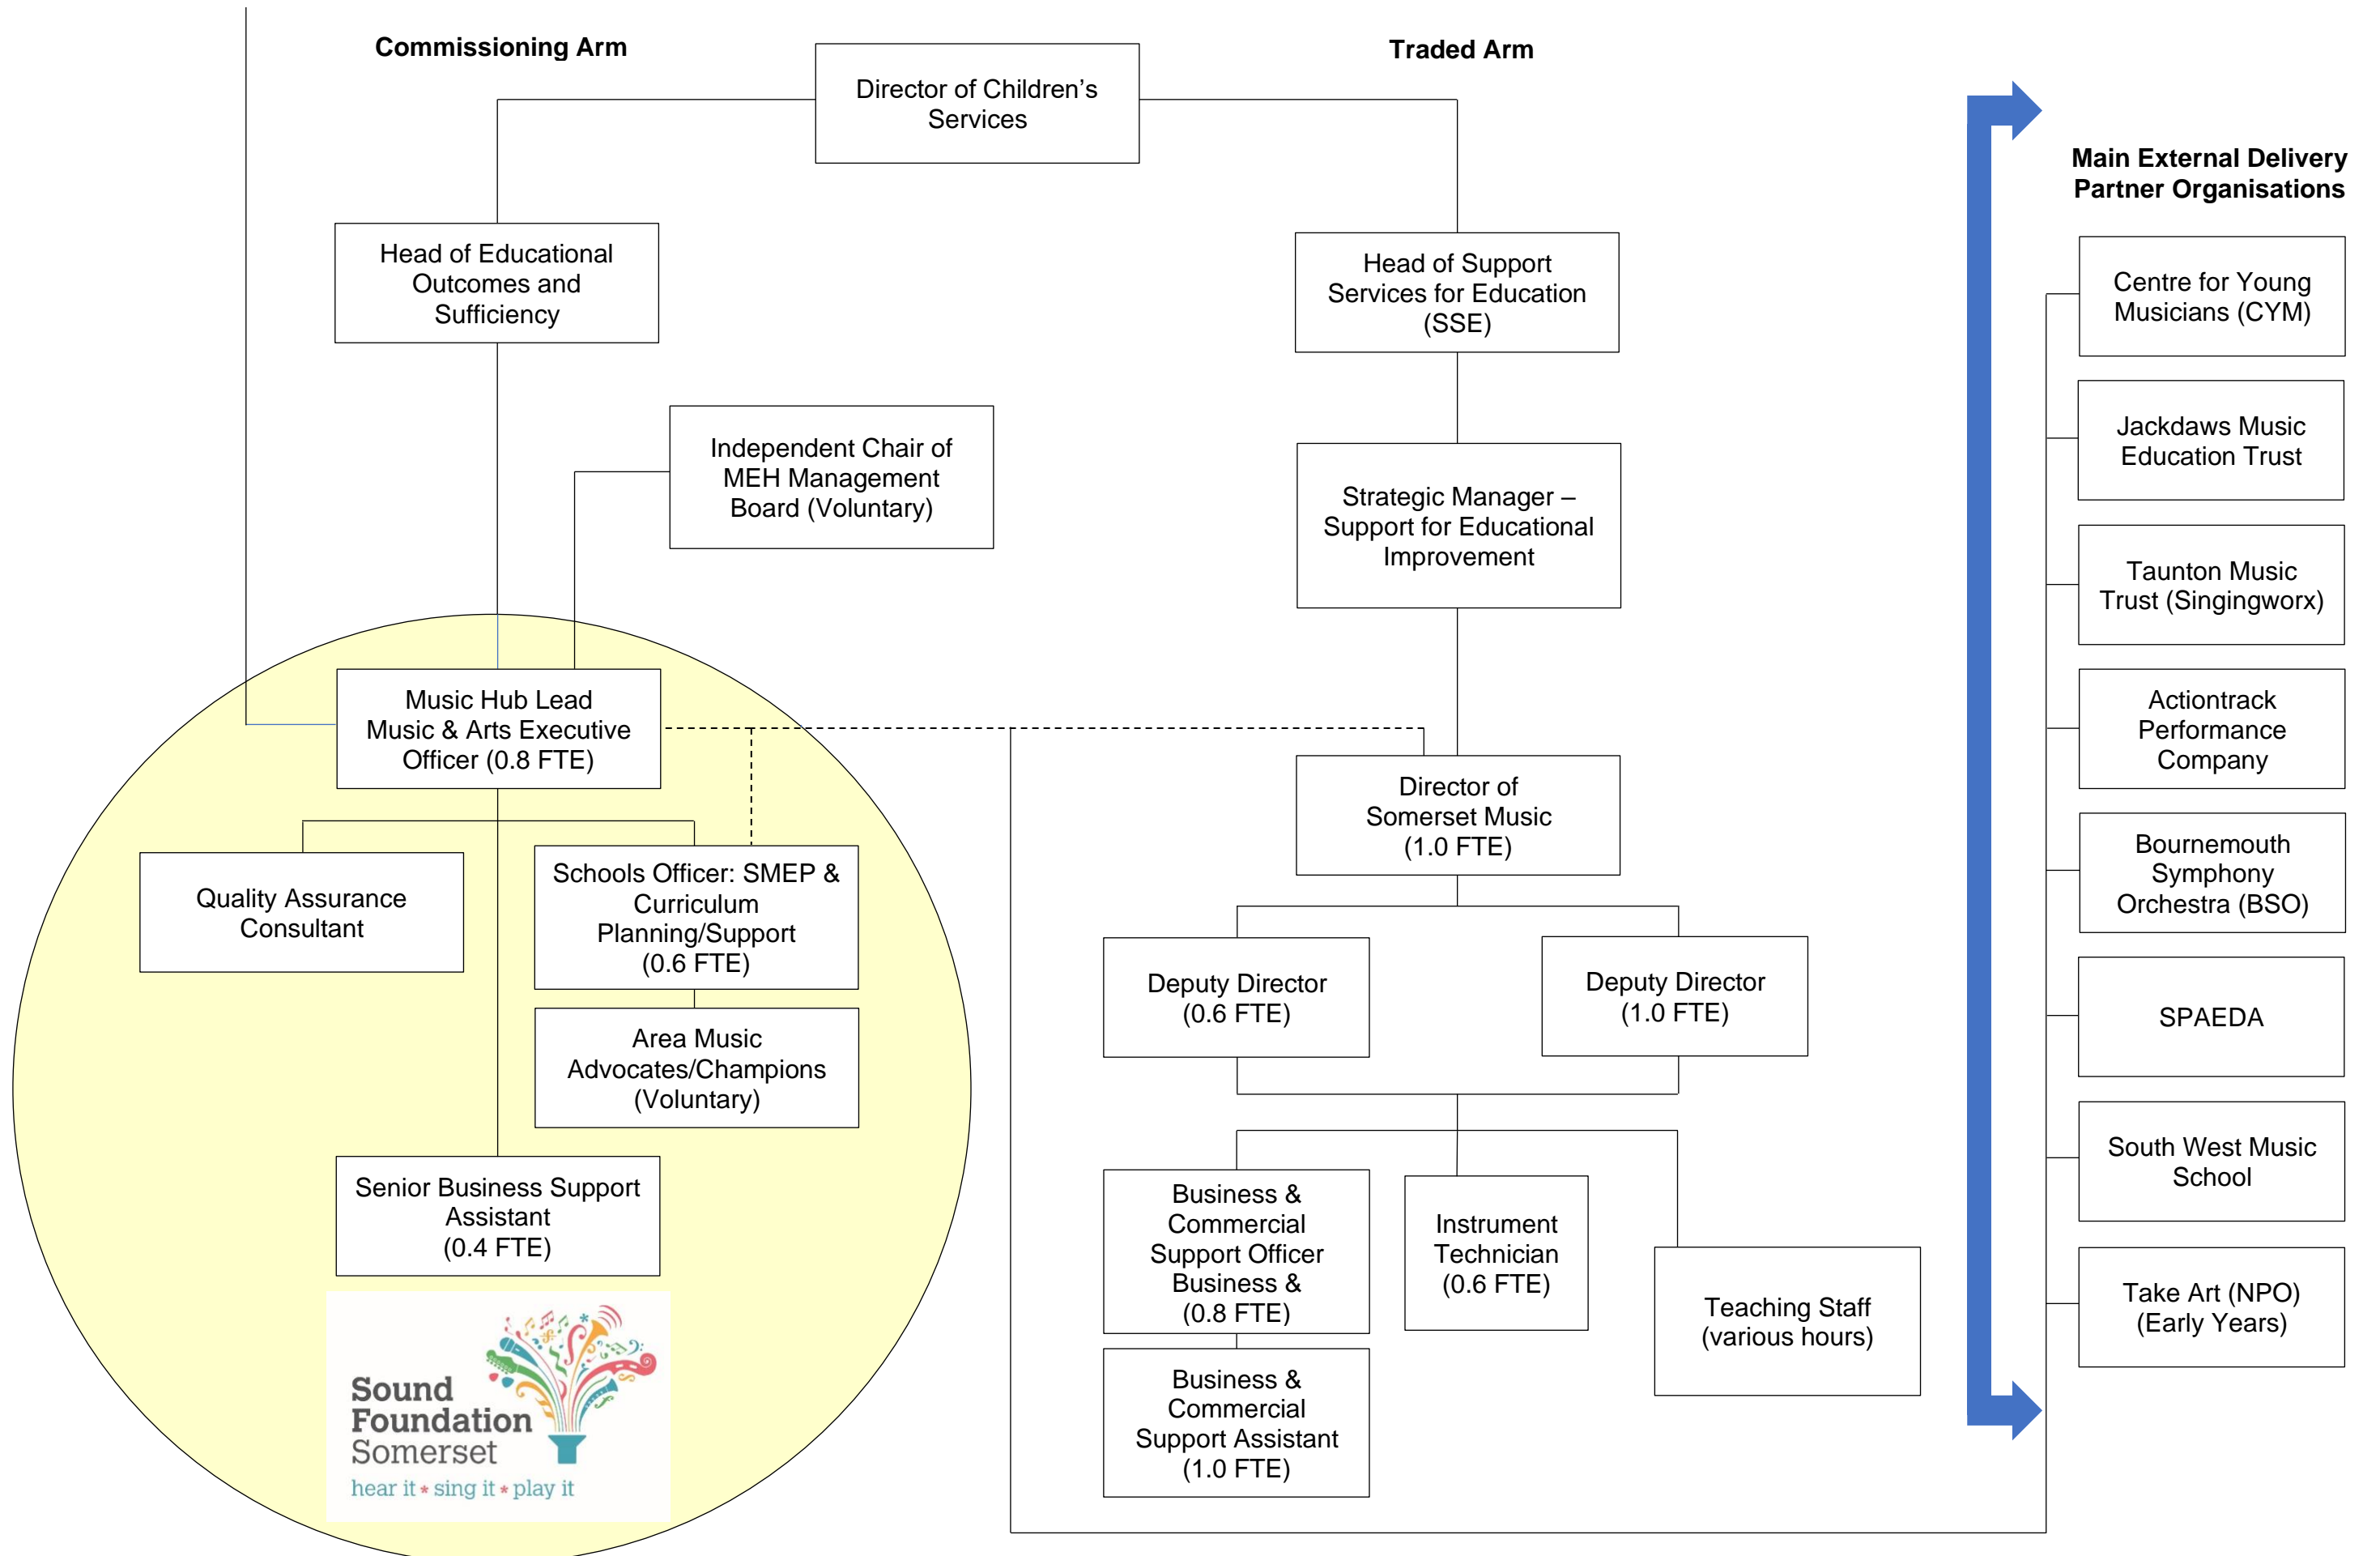 Commissioning Arm
Traded Arm
Director of Children’s
Services
Main External Delivery
Partner Organisations
Head of Educational
Outcomes and
Sufficiency
Head of Support
Services for Education
(SSE)
Independent Chair of
MEH Management
Board (Voluntary)
Strategic Manager –
Support for Educational
Improvement
Music Hub Lead
Music & Arts Executive
Officer (0.8 FTE)
Director of
Somerset Music
(1.0 FTE)
Quality Assurance
Consultant
Schools Officer: SMEP &
Curriculum
Planning/Support
(0.6 FTE)
Area Music
Advocates/Champions
(Voluntary)
Senior Business Support
Assistant
(0.4 FTE)
Sound
Foundation
Somerset
hear it * sing it * play it
Deputy Director
(0.6 FTE)
Deputy Director
(1.0 FTE)
Business &
Commercial
Support Officer
Business &
(0.8 FTE)
Instrument
Technician
(0.6 FTE)
Teaching Staff
(various hours)
Business &
Commercial
Support Assistant
(1.0 FTE)
Centre for Young
Musicians (CYM)
Jackdaws Music
Education Trust
Taunton Music
Trust (Singingworx)
Actiontrack
Performance
Company
Bournemouth
Symphony
Orchestra (BSO)
SPAEDA
South West Music
School
Take Art (NPO)
(Early Years)